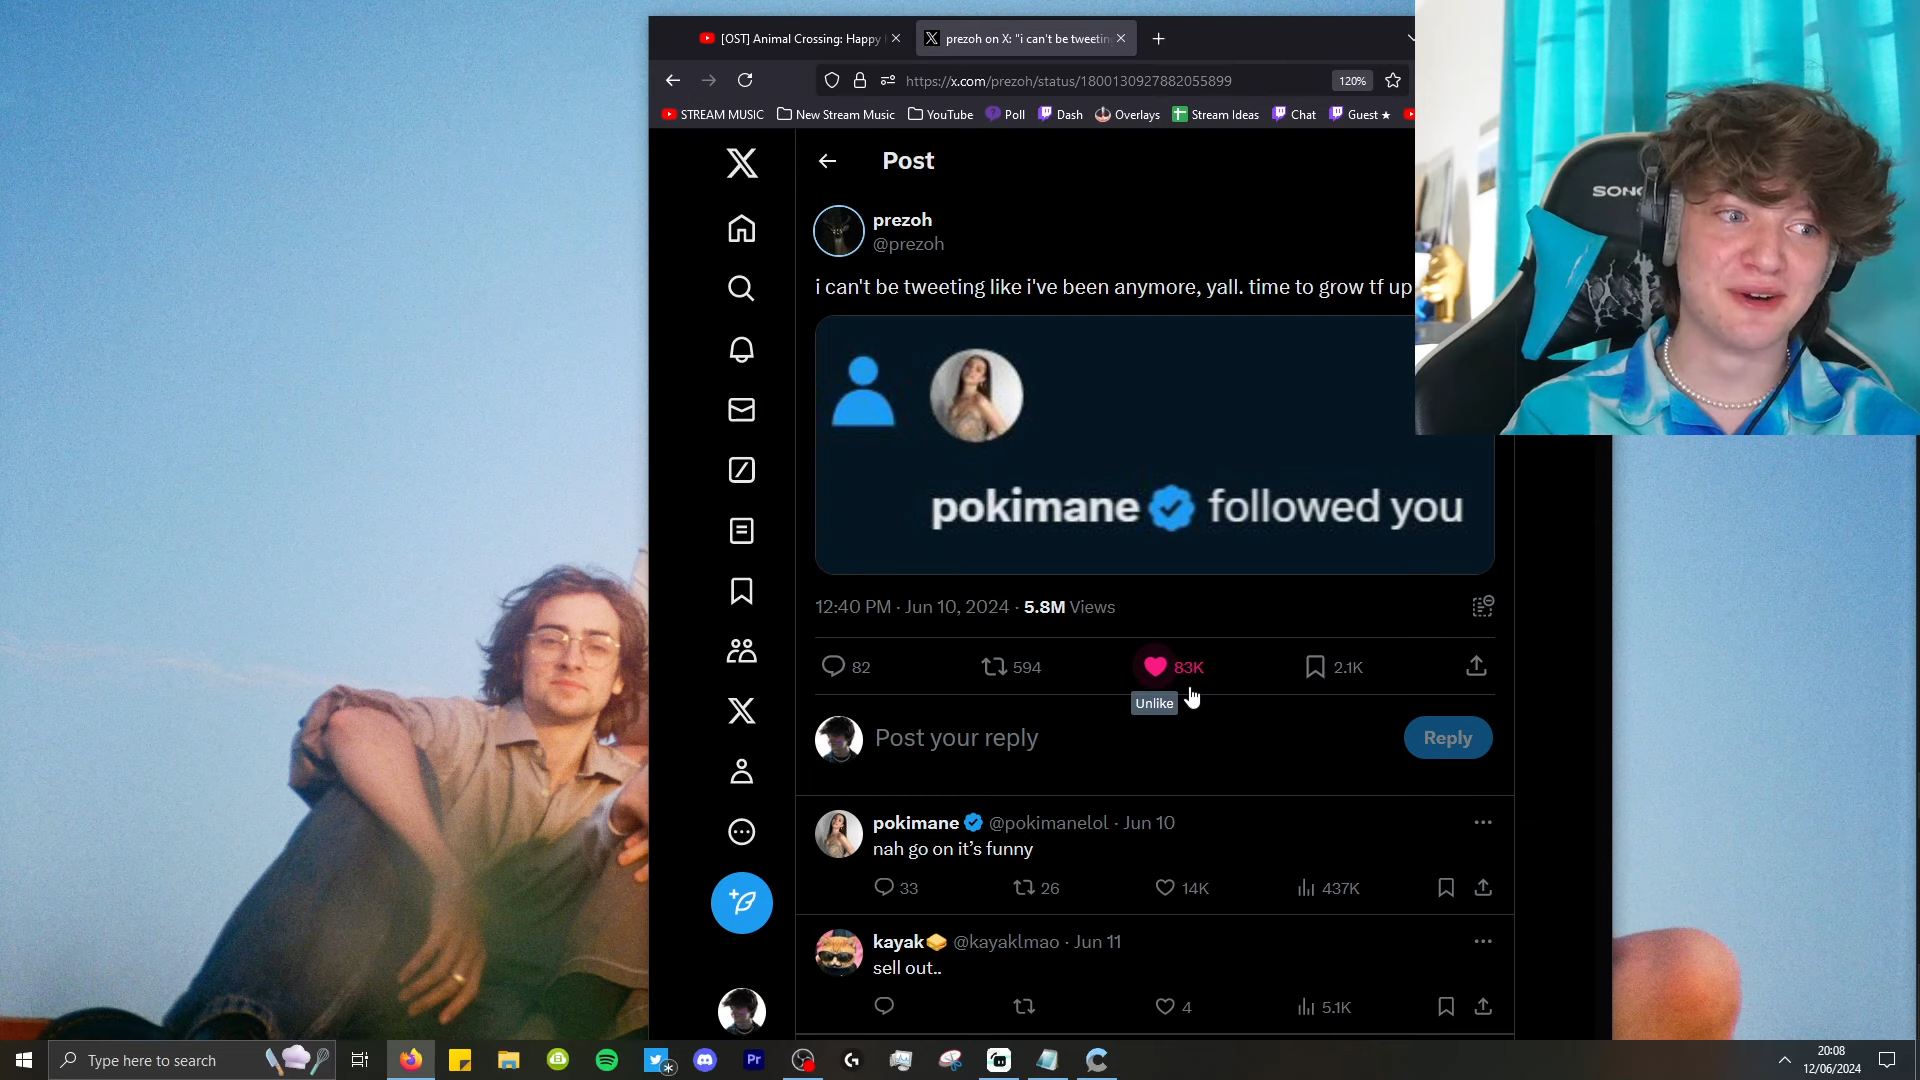 [OST] Animal Crossing: Happy
prezoh on X: "i can't be tweetin
https://x.com/prezoh/status/1800130927882055899
120%
STREAM MUSIC
New Stream Music
YouTube
Poll
Dash
Overlays
Stream Ideas
Chat
Guest ★
Post
prezoh
@prezoh
i can't be tweeting like i've been anymore, yall. time to grow tf up
pokimane followed you
12:40 PM · Jun 10, 2024 · 5.8M Views
82
594
83K
2.1K
Unlike
Post your reply
Reply
pokimane @pokimanelol · Jun 10
nah go on it's funny
33
26
14K
437K
kayak @kayaklmao · Jun 11
sell out..
4
5.1K
SONG
Type here to search
Pr
20:08
12/06/2024